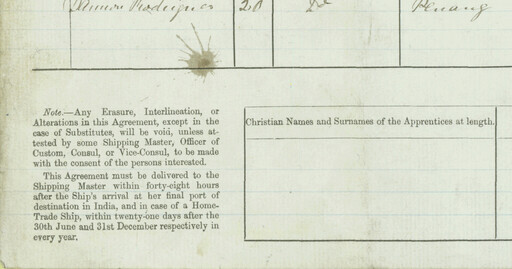 Ramon Rodrigues 20 Do Penang
Note.—Any Erasure, Interlineation, or
Alterations in this Agreement, except in the
case of Substitutes, will be void, unless at-
tested by some Shipping Master, Officer of
Custom, Consul, or Vice-Consul, to be made
with the consent of the persons interested.
This Agreement must be delivered to the
Shipping Master within forty-eight hours
after the Ship's arrival at her final port of
destination in India, and in case of a Home-
Trade Ship, within twenty-one days after the
30th June and 31st December respectively in
every year.
Christian Names and Surnames of the Apprentices at length.